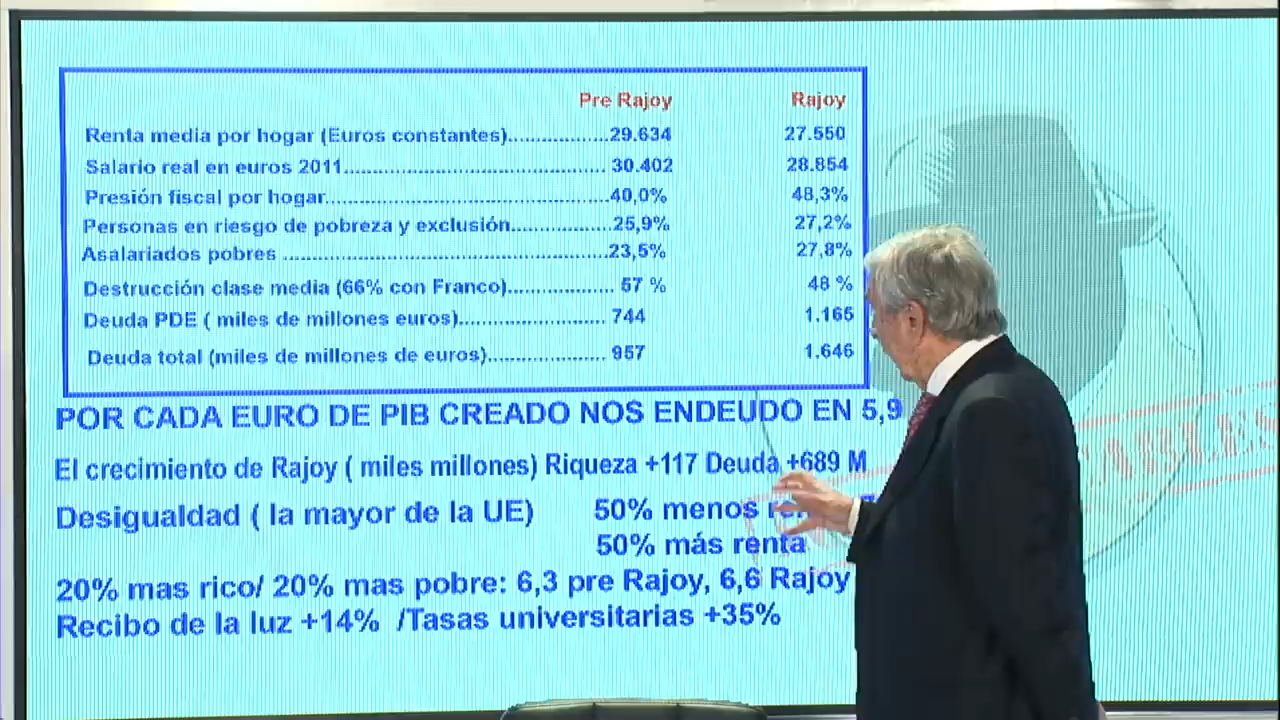 Pre Rajoy Rajoy
Renta media por hogar (Euros constantes)..................29.634 27.550
Salario real en euros 2011............................................... 30.402 28.854
Presión fiscal por hogar....................................................40,0% 48,3%
Personas en riesgo de pobreza y exclusión..................25,9% 27,2%
Asalariados pobres ..........................................................23,5% 27,8%
Destrucción clase media (66% con Franco)................... 57 % 48 %
Deuda PDE ( miles de millones euros)........................... 744 1.165
Deuda total (miles de millones de euros)...................... 957 1.646
POR CADA EURO DE PIB CREADO NOS ENDEUDO EN 5,9
El crecimiento de Rajoy ( miles millones) Riqueza +117 Deuda +689 M
Desigualdad ( la mayor de la UE) 50% menos
50% más renta
20% mas rico/ 20% mas pobre: 6,3 pre Rajoy, 6,6 Rajoy
Recibo de la luz +14% /Tasas universitarias +35%